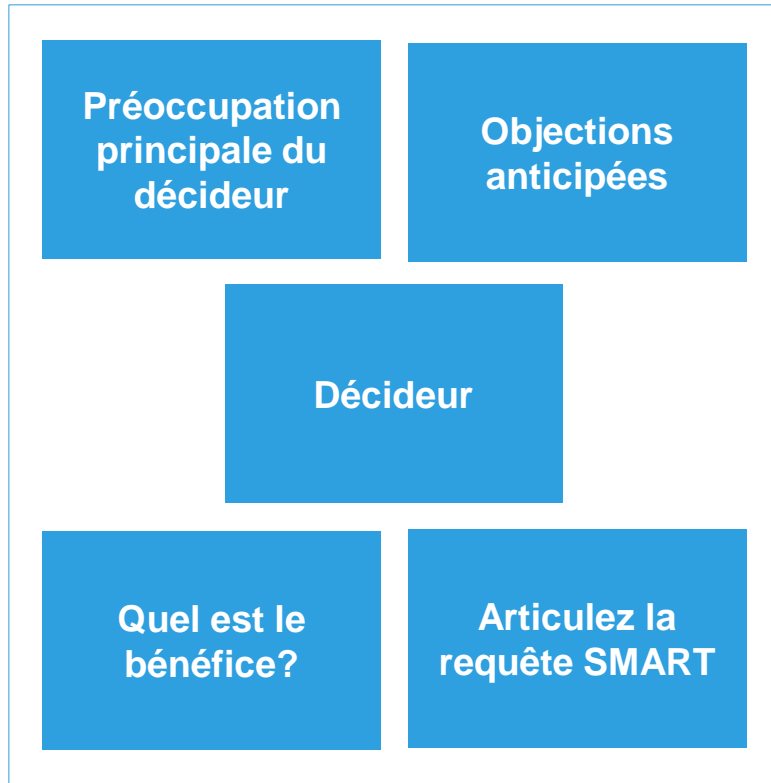 Préoccupation
principale du
décideur
Objections
anticipées
Décideur
Quel est le
bénéfice?
Articulez la
requête SMART